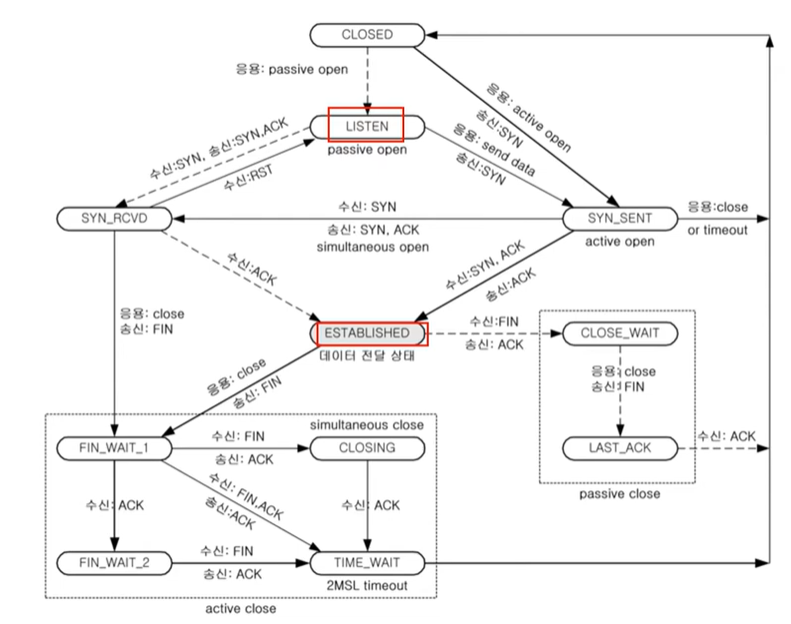 CLOSED
응용: passive open
응용: active open
송신:SYN
LISTEN
passive open
응용: send data
송신:SYN
수신:SYN, 송신:SYN,ACK
수신:RST
SYN_RCVD
수신: SYN
송신: SYN, ACK
simultaneous open
SYN_SENT
active open
응용:close
or timeout
수신:ACK
수신:SYN, ACK
송신:ACK
응용: close
송신: FIN
ESTABLISHED
데이터 전달 상태
수신:FIN
송신: ACK
CLOSE_WAIT
응용: close
송신: FIN
응용: close
송신: FIN
simultaneous close
FIN_WAIT_1
수신: FIN
송신: ACK
CLOSING
LAST_ACK
수신: ACK
passive close
수신: ACK
수신: FIN,ACK
송신:ACK
수신: ACK
FIN_WAIT_2
수신: FIN
송신: ACK
TIME_WAIT
2MSL timeout
active close